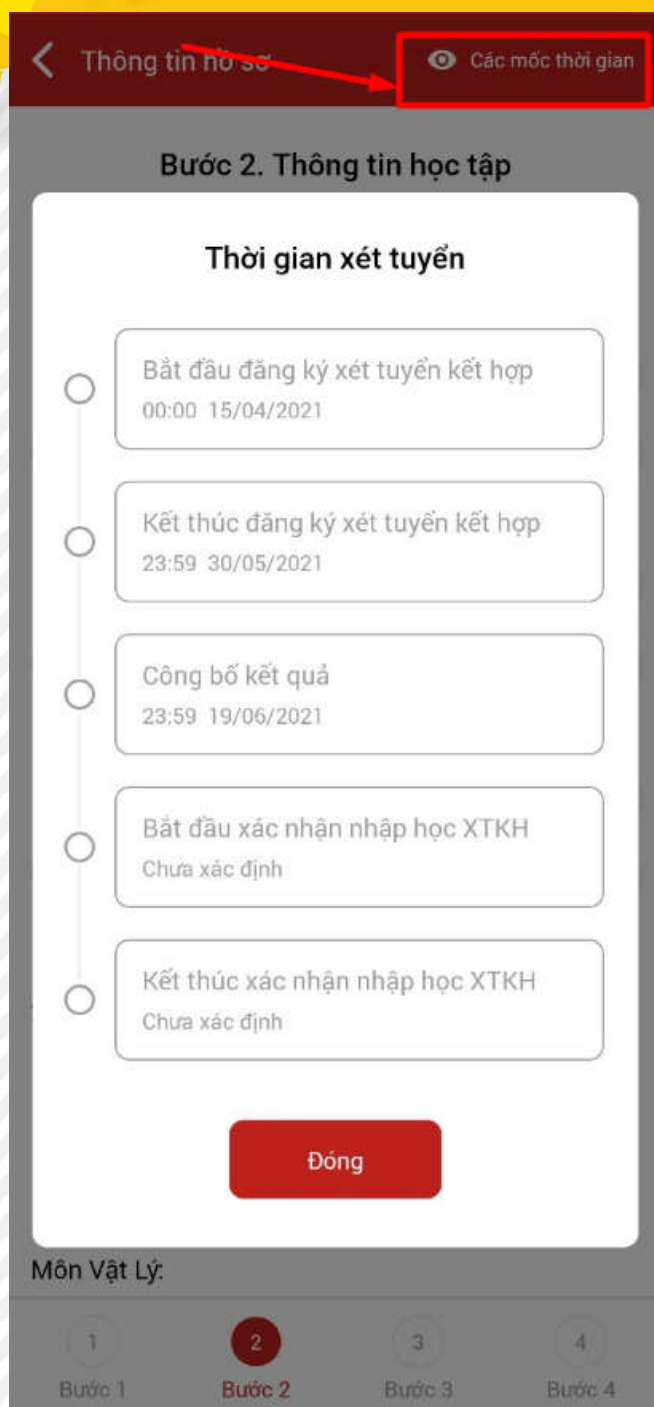 Thông tin hồ sơ
Các mốc thời gian
Bước 2. Thông tin học tập
Thời gian xét tuyển
Bắt đầu đăng ký xét tuyển kết hợp
00:00 15/04/2021
Kết thúc đăng ký xét tuyển kết hợp
23:59 30/05/2021
Công bố kết quả
23:59 19/06/2021
Bắt đầu xác nhận nhập học XTKH
Chưa xác định
Kết thúc xác nhận nhập học XTKH
Chưa xác định
Đóng
Môn Vật Lý:
1
2
3
4
Bước 1
Bước 2
Bước 3
Bước 4